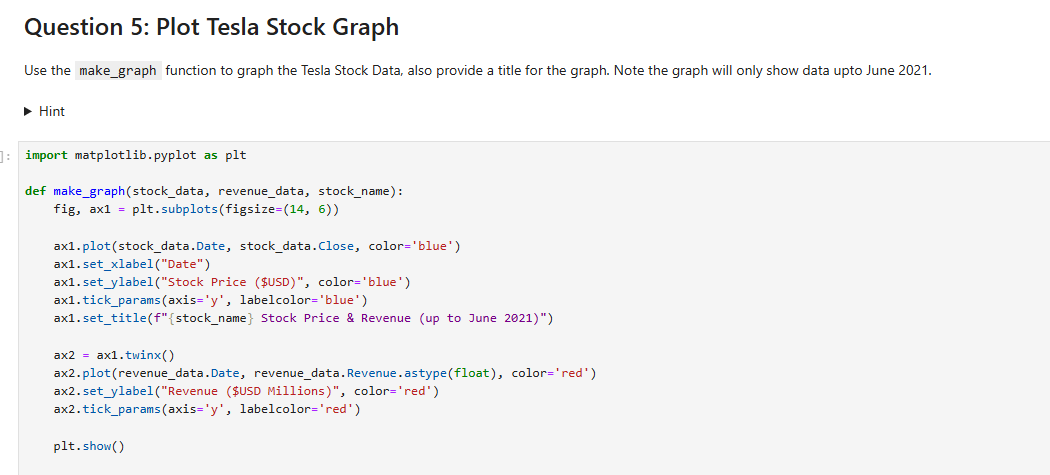 Question 5: Plot Tesla Stock Graph
Use the make_graph function to graph the Tesla Stock Data, also provide a title for the graph. Note the graph will only show data upto June 2021.
▶ Hint
]:
import matplotlib.pyplot as plt
def make_graph(stock_data, revenue_data, stock_name):
    fig, ax1 = plt.subplots(figsize=(14, 6))
    ax1.plot(stock_data.Date, stock_data.Close, color='blue')
    ax1.set_xlabel("Date")
    ax1.set_ylabel("Stock Price ($USD)", color='blue')
    ax1.tick_params(axis='y', labelcolor='blue')
    ax1.set_title(f"{stock_name} Stock Price & Revenue (up to June 2021)")
    ax2 = ax1.twinx()
    ax2.plot(revenue_data.Date, revenue_data.Revenue.astype(float), color='red')
    ax2.set_ylabel("Revenue ($USD Millions)", color='red')
    ax2.tick_params(axis='y', labelcolor='red')
    plt.show()